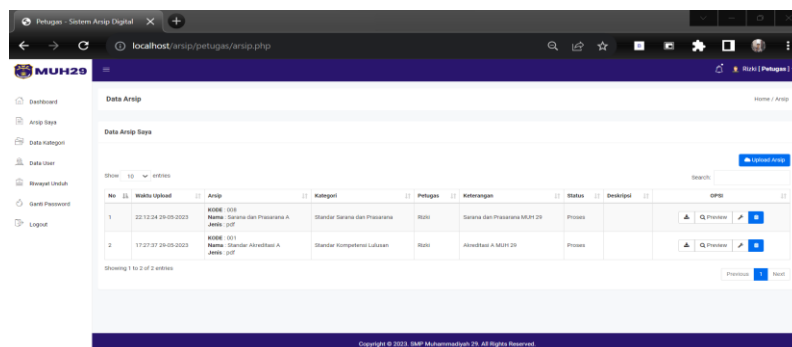 Petugas - Sistem Arsip Digital
localhost/arsip/petugas/arsip.php
MUH29
Rizki [ Petugas ]
Dashboard
Arsip Saya
Data Kategori
Data User
Riwayat Unduh
Ganti Password
Logout
Data Arsip
Home / Arsip
Data Arsip Saya
Upload Arsip
Show 10 entries
Search:
No Waktu Upload Arsip Kategori Petugas Keterangan Status Deskripsi OPSI
1 22:12:24 29-05-2023 KODE : 008 Standar Sarana dan Prasarana Rizki Sarana dan Prasarana MUH 29 Proses Preview
Nama : Sarana dan Prasarana A
Jenis : pdf
2 17:27:37 29-05-2023 KODE : 001 Standar Kompetensi Lulusan Rizki Akreditasi A MUH 29 Proses Preview
Nama : Standar Akreditasi A
Jenis : pdf
Showing 1 to 2 of 2 entries
Previous 1 Next
Copyright © 2023. SMP Muhammadiyah 29. All Rights Reserved.